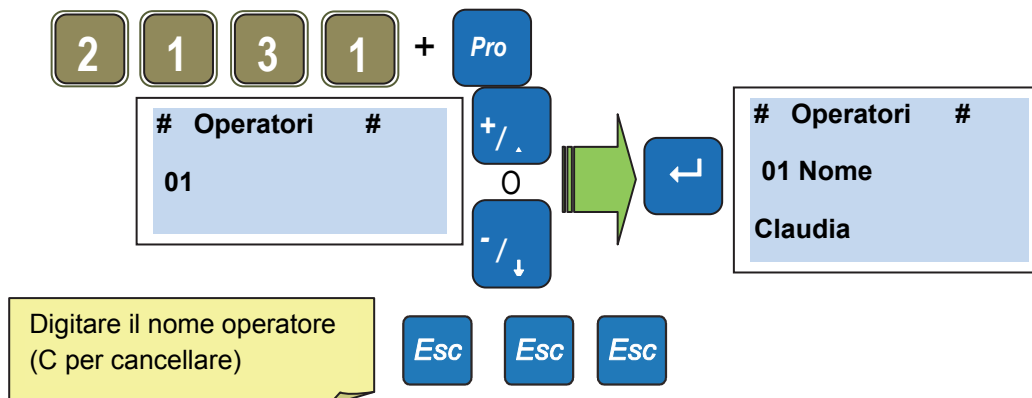 2 1 3 1 + Pro
# Operatori #
01
+/▲
O
-/↓
↵
# Operatori #
01 Nome
Claudia
Digitare il nome operatore
(C per cancellare)
Esc Esc Esc